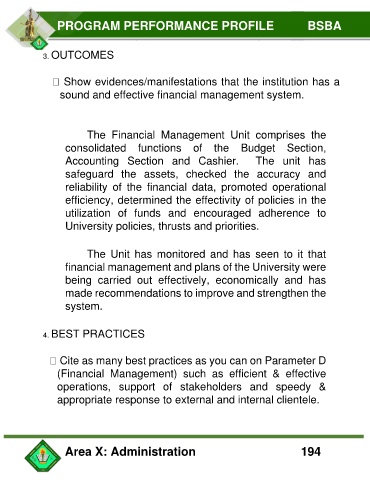 PROGRAM PERFORMANCE PROFILE BSBA
3. OUTCOMES
Show evidences/manifestations that the institution has a
sound and effective financial management system.
The Financial Management Unit comprises the
consolidated functions of the Budget Section,
Accounting Section and Cashier. The unit has
safeguard the assets, checked the accuracy and
reliability of the financial data, promoted operational
efficiency, determined the effectivity of policies in the
utilization of funds and encouraged adherence to
University policies, thrusts and priorities.
The Unit has monitored and has seen to it that
financial management and plans of the University were
being carried out effectively, economically and has
made recommendations to improve and strengthen the
system.
4. BEST PRACTICES
Cite as many best practices as you can on Parameter D
(Financial Management) such as efficient & effective
operations, support of stakeholders and speedy &
appropriate response to external and internal clientele.
Area X: Administration 194